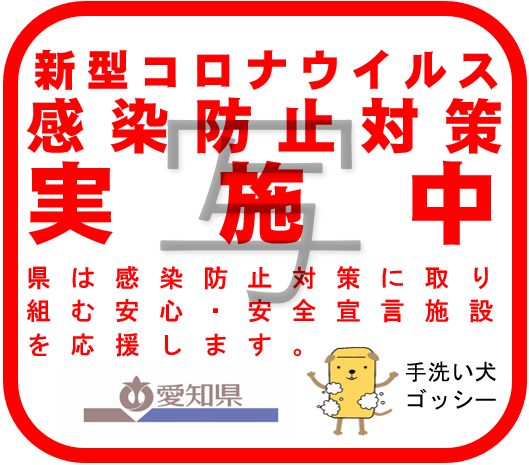 新型コロナウイルス
感染防止対策
実施中
写
県は感染防止対策に取り
組む安心・安全宣言施設
を応援します。
愛知県
手洗い犬
ゴッシー